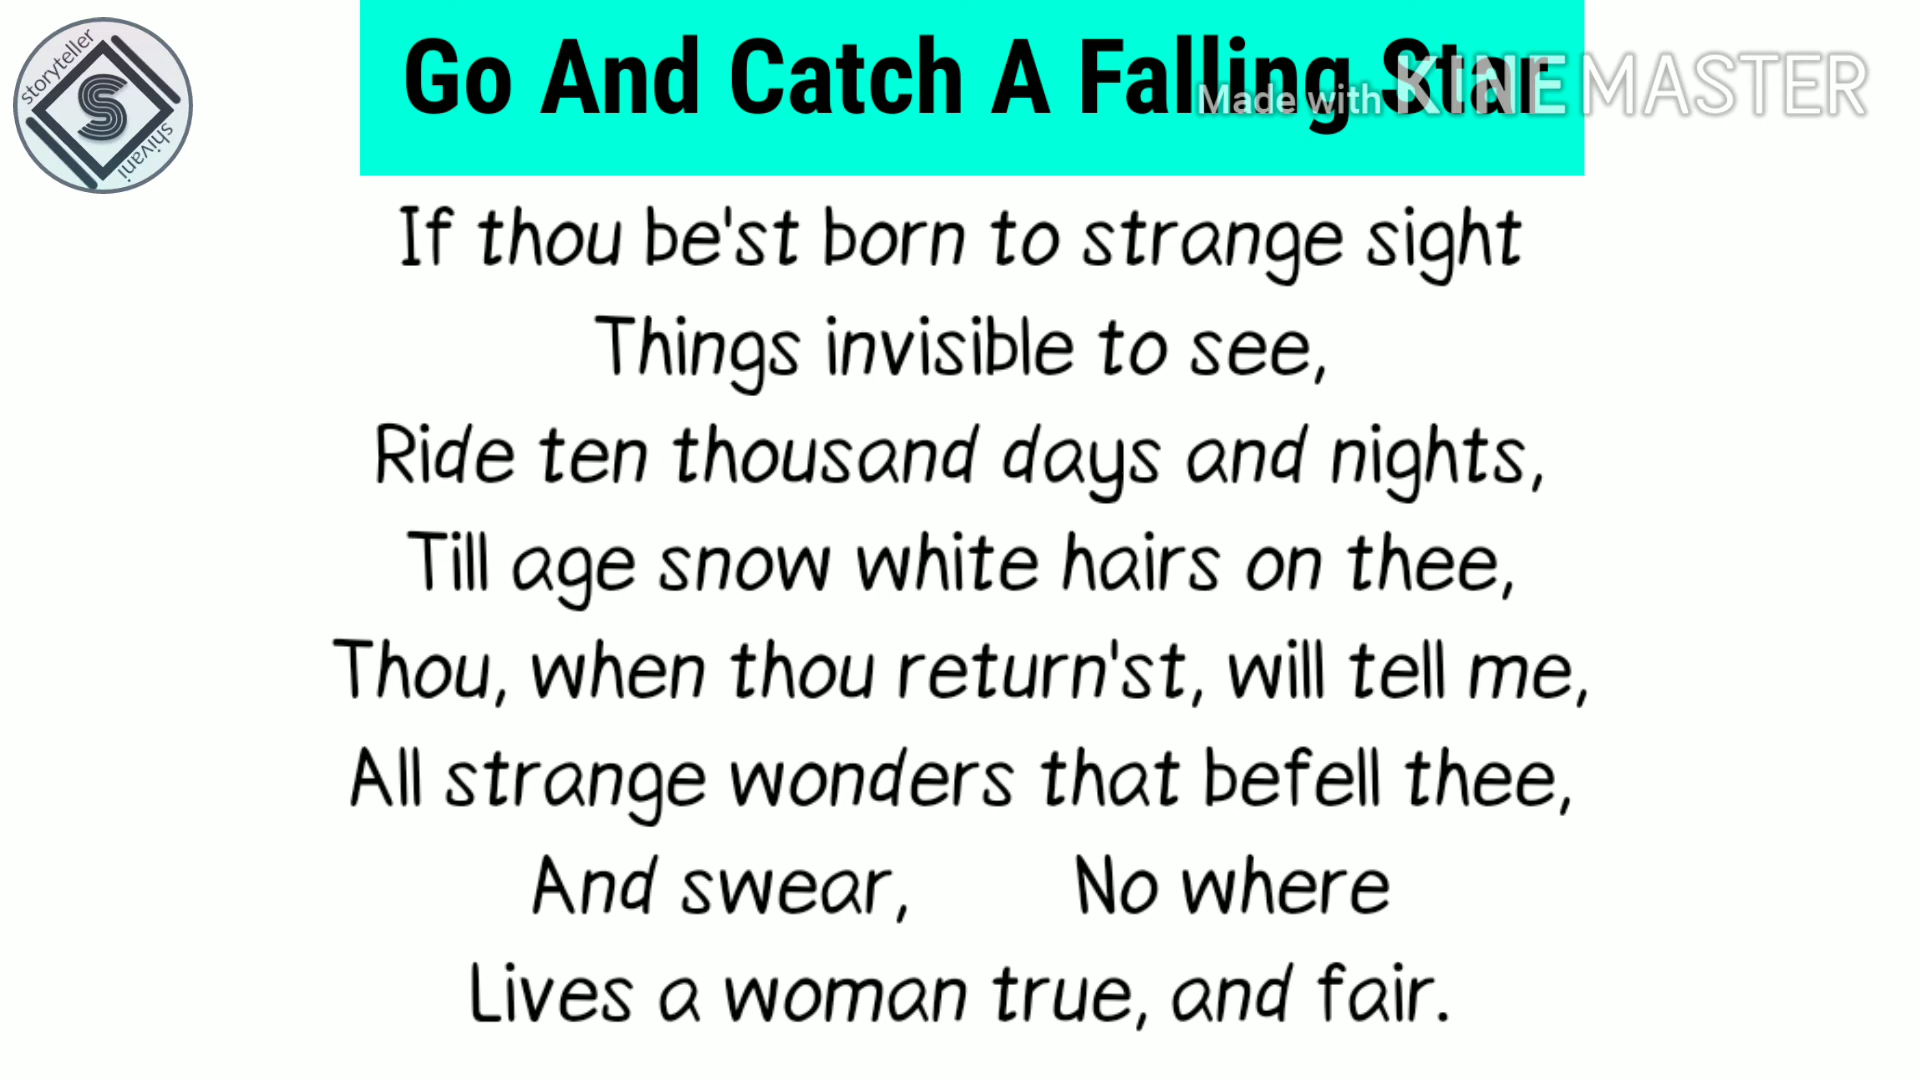 storyteller
S
shivani
Go And Catch A Falling Star
Made with KINEMASTER
If thou be'st born to strange sight
Things invisible to see,
Ride ten thousand days and nights,
Till age snow white hairs on thee,
Thou, when thou return'st, will tell me,
All strange wonders that befell thee,
And swear, No where
Lives a woman true, and fair.